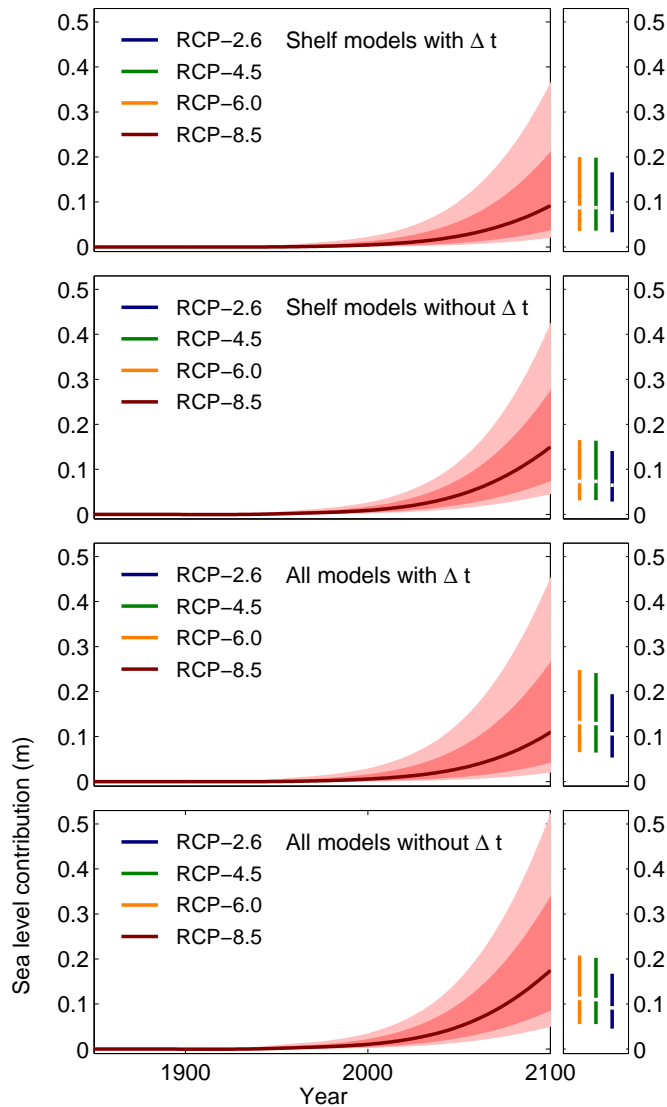 0.5
0.4
0.3
0.2
0.1
0
RCP−2.6
RCP−4.5
RCP−6.0
RCP−8.5
Shelf models with Δ t
0.5
0.4
0.3
0.2
0.1
0
0.5
0.4
0.3
0.2
0.1
0
RCP−2.6
RCP−4.5
RCP−6.0
RCP−8.5
Shelf models without Δ t
0.5
0.4
0.3
0.2
0.1
0
0.5
0.4
0.3
0.2
0.1
0
RCP−2.6
RCP−4.5
RCP−6.0
RCP−8.5
All models with Δ t
0.5
0.4
0.3
0.2
0.1
0
Sea level contribution (m)
0.5
0.4
0.3
0.2
0.1
0
RCP−2.6
RCP−4.5
RCP−6.0
RCP−8.5
All models without Δ t
0.5
0.4
0.3
0.2
0.1
0
1900
2000
2100
Year